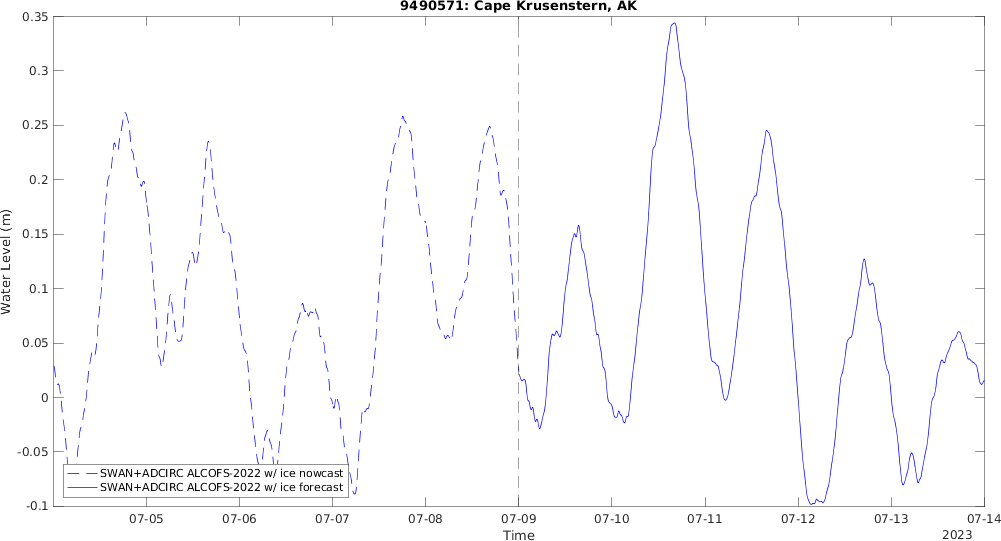 9490571: Cape Krusenstern, AK
0.35
0.3
0.25
0.2
0.15
0.1
0.05
0
-0.05
-0.1
Water Level (m)
SWAN+ADCIRC ALCOFS-2022 w/ ice nowcast
SWAN+ADCIRC ALCOFS-2022 w/ ice forecast
07-05 07-06 07-07 07-08 07-09 07-10 07-11 07-12 07-13 07-14
Time
2023